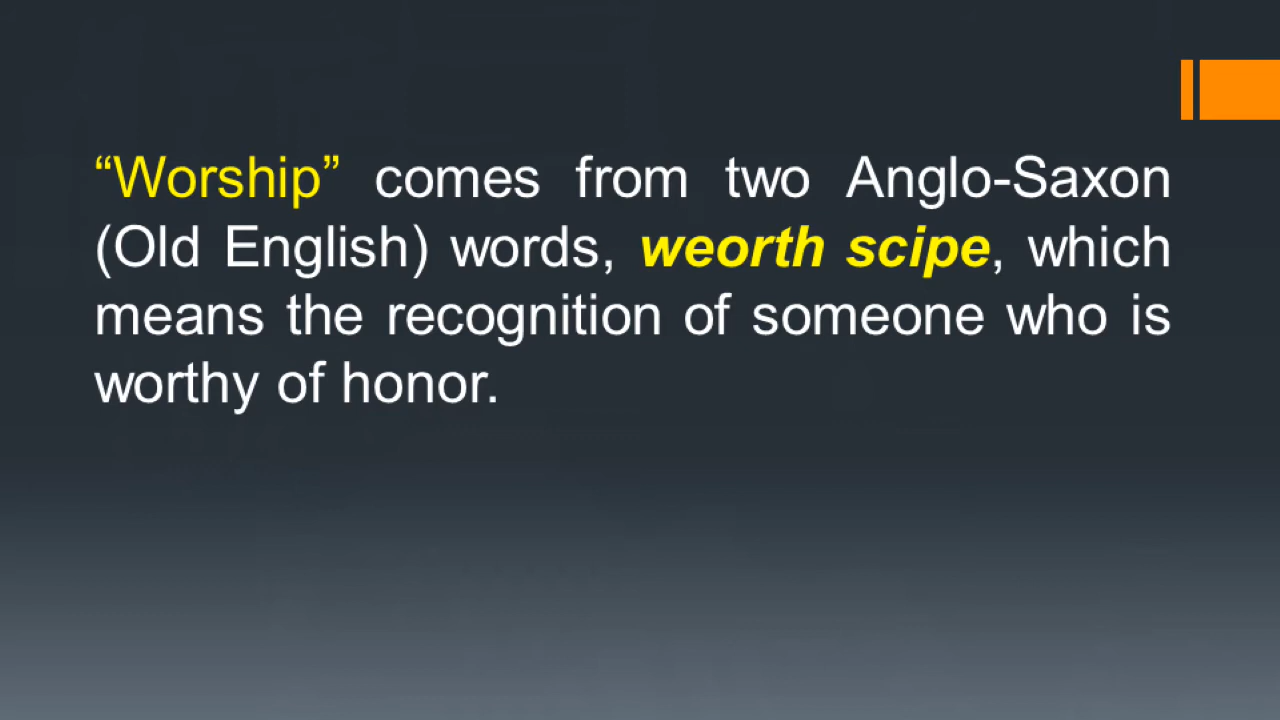 “Worship” comes from two Anglo-Saxon
(Old English) words, weorth scipe, which
means the recognition of someone who is
worthy of honor.